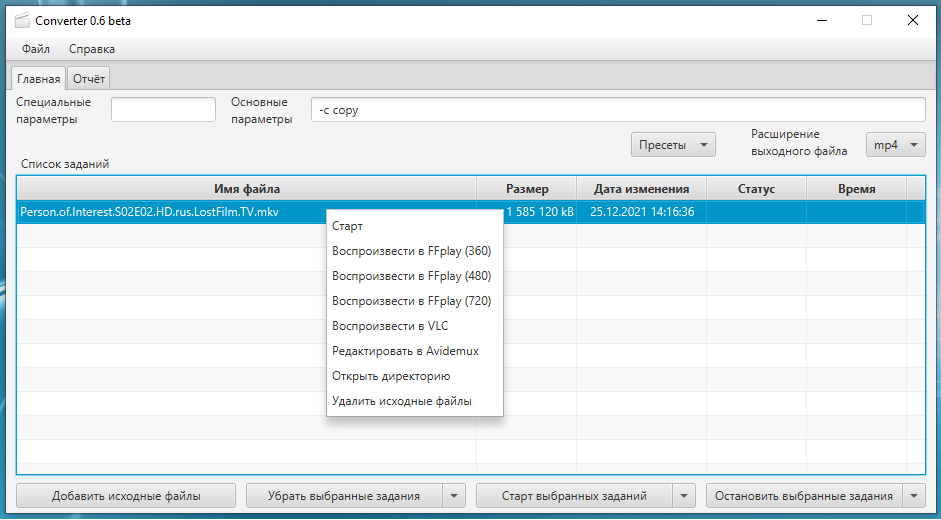 Converter 0.6 beta
Файл Справка
Главная Отчёт
Специальные параметры
Основные параметры
-c copy
Пресеты
Расширение выходного файла
mp4
Список заданий
Имя файла Размер Дата изменения Статус Время
Person.of.Interest.S02E02.HD.rus.LostFilm.TV.mkv 1 585 120 kB 25.12.2021 14:16:36
Старт
Воспроизвести в FFplay (360)
Воспроизвести в FFplay (480)
Воспроизвести в FFplay (720)
Воспроизвести в VLC
Редактировать в Avidemux
Открыть директорию
Удалить исходные файлы
Добавить исходные файлы Убрать выбранные задания Старт выбранных заданий Остановить выбранные задания